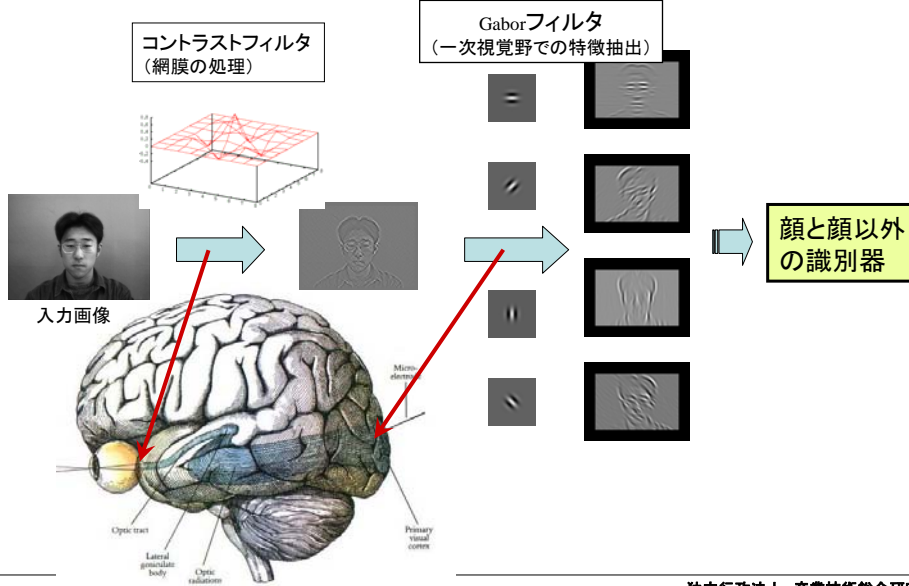 コントラストフィルタ
（網膜の処理）
Gaborフィルタ
（一次視覚野での特徴抽出）
入力画像
顔と顔以外
の識別器
Micro-
electrode
Optic tract
Lateral
geniculate
body
Optic
radiations
Primary
visual
cortex